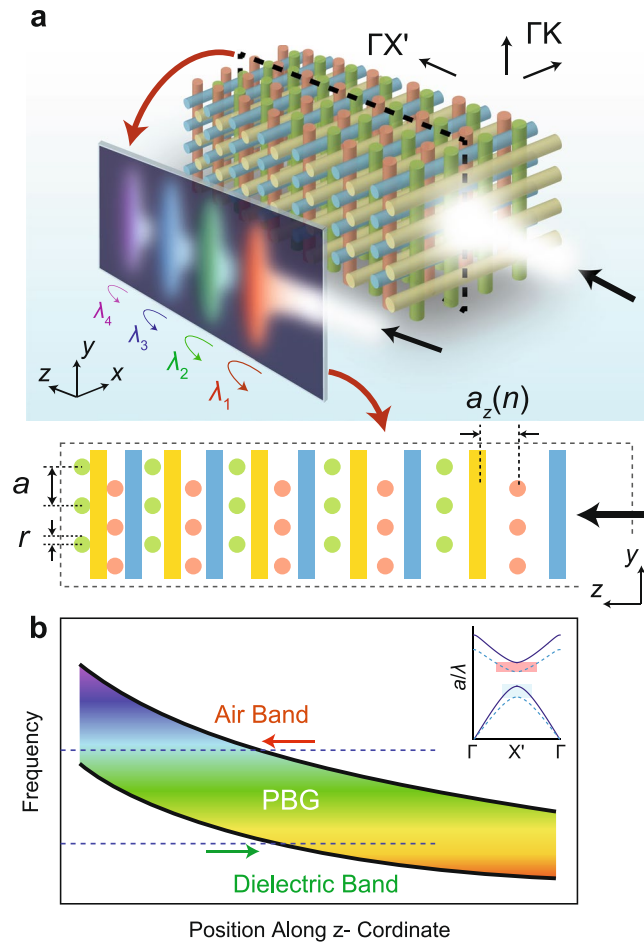 a
ΓX'
ΓK
λ4
λ3
λ2
λ1
y
z
x
a_z(n)
a
r
y
z
b
Frequency
Air Band
PBG
Dielectric Band
a/λ
Γ
X'
Γ
Position Along z- Cordinate